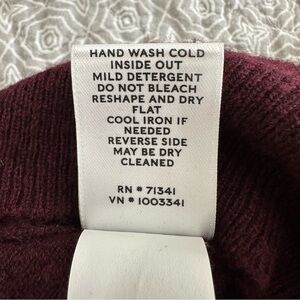 HAND WASH COLD
INSIDE OUT
MILD DETERGENT
DO NOT BLEACH
RESHAPE AND DRY
FLAT
COOL IRON IF
NEEDED
REVERSE SIDE
MAY BE DRY
CLEANED
RN # 71341
VN # 1003341